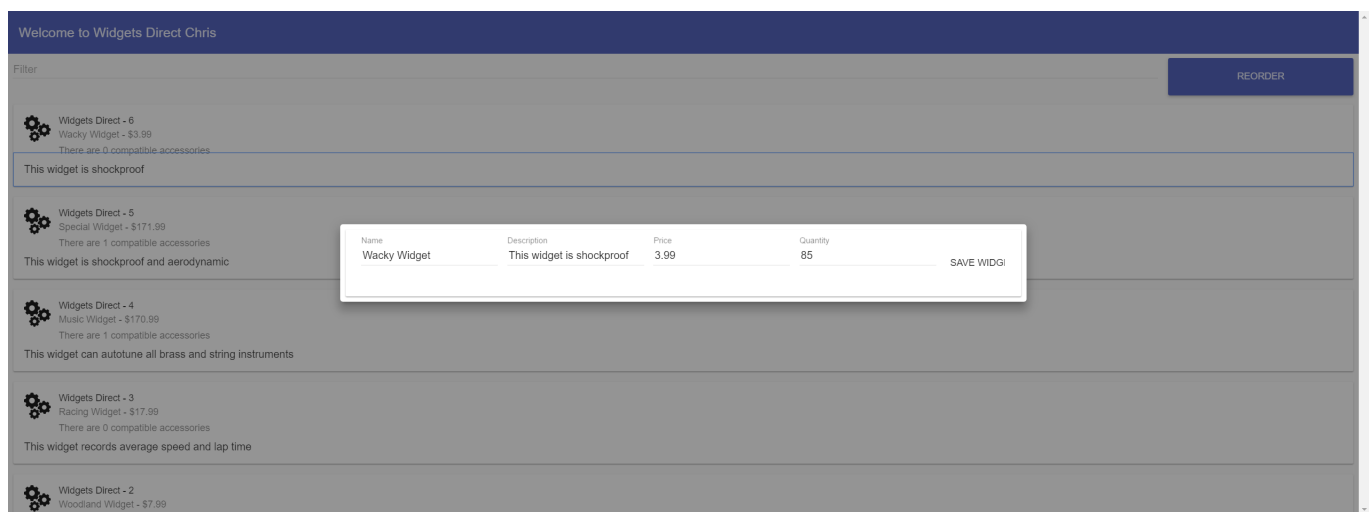 Welcome to Widgets Direct Chris
Filter
REORDER
Widgets Direct - 6
Wacky Widget - $3.99
There are 0 compatible accessories
This widget is shockproof
Widgets Direct - 5
Special Widget - $171.99
There are 1 compatible accessories
This widget is shockproof and aerodynamic
Name Description Price Quantity
Wacky Widget This widget is shockproof 3.99 85 SAVE WIDGE
Widgets Direct - 4
Music Widget - $170.99
There are 1 compatible accessories
This widget can autotune all brass and string instruments
Widgets Direct - 3
Racing Widget - $17.99
There are 0 compatible accessories
This widget records average speed and lap time
Widgets Direct - 2
Woodland Widget - $7.99